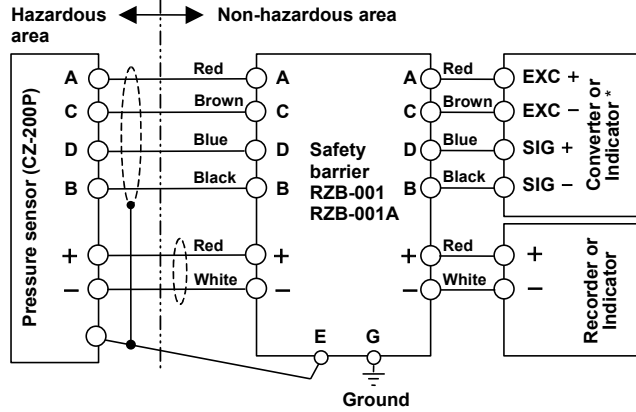 Hazardous
area
Non-hazardous area
Pressure sensor (CZ-200P)
A
C
D
B
+
−
Red
Brown
Blue
Black
Red
White
A
C
D
B
+
−
Safety
barrier
RZB-001
RZB-001A
A
C
D
B
+
−
E
G
Ground
Red
Brown
Blue
Black
Red
White
EXC +
EXC −
SIG +
SIG −
Converter or
Indicator *
+
−
Recorder or
Indicator